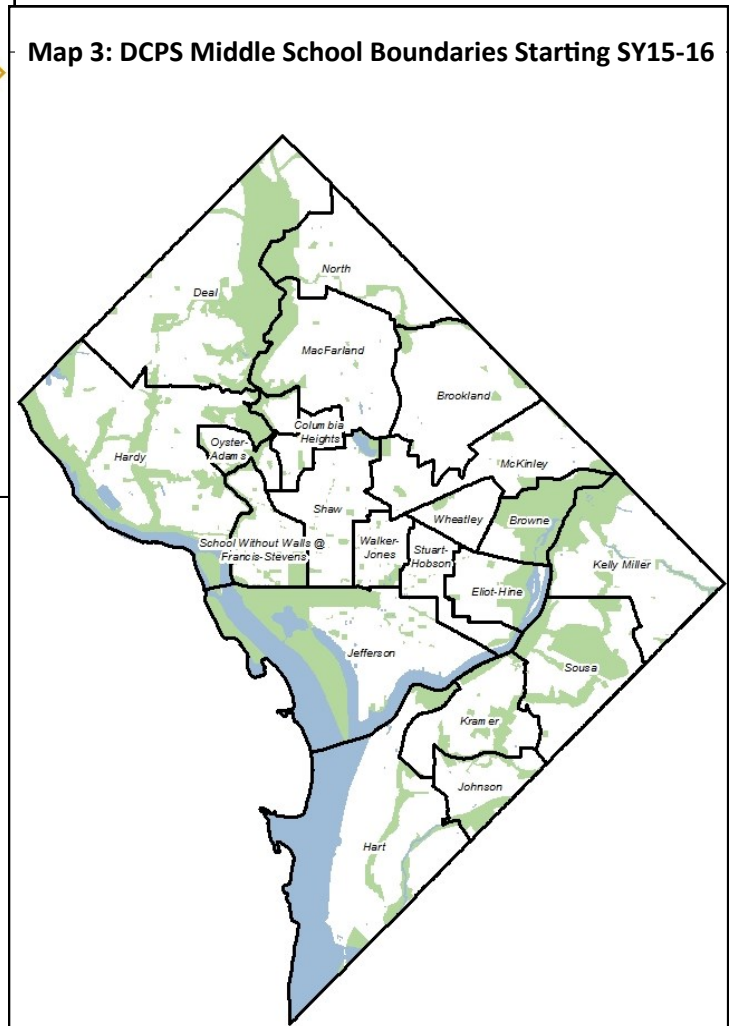 Map 3: DCPS Middle School Boundaries Starting SY15-16
North
Deal
MacFarland
Brookland
Columbia
Heights
Oyster-
Adams
McKinley
Hardy
Shaw
Wheatley
Browne
School Without Walls @
Francis-Stevens
Walker-
Jones
Stuart-
Hobson
Kelly Miller
Eliot-Hine
Jefferson
Sousa
Kramer
Johnson
Hart